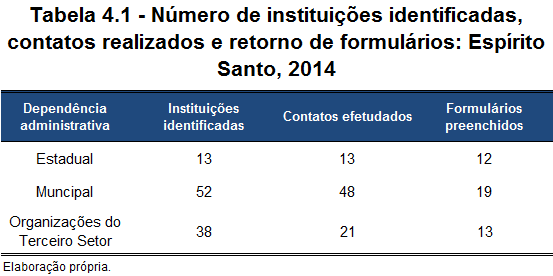 Tabela 4.1 - Número de instituições identificadas,
contatos realizados e retorno de formulários: Espírito
Santo, 2014
Dependência administrativa Instituições identificadas Contatos efetudados Formulários preenchidos
Estadual 13 13 12
Muncipal 52 48 19
Organizações do Terceiro Setor 38 21 13
Elaboração própria.